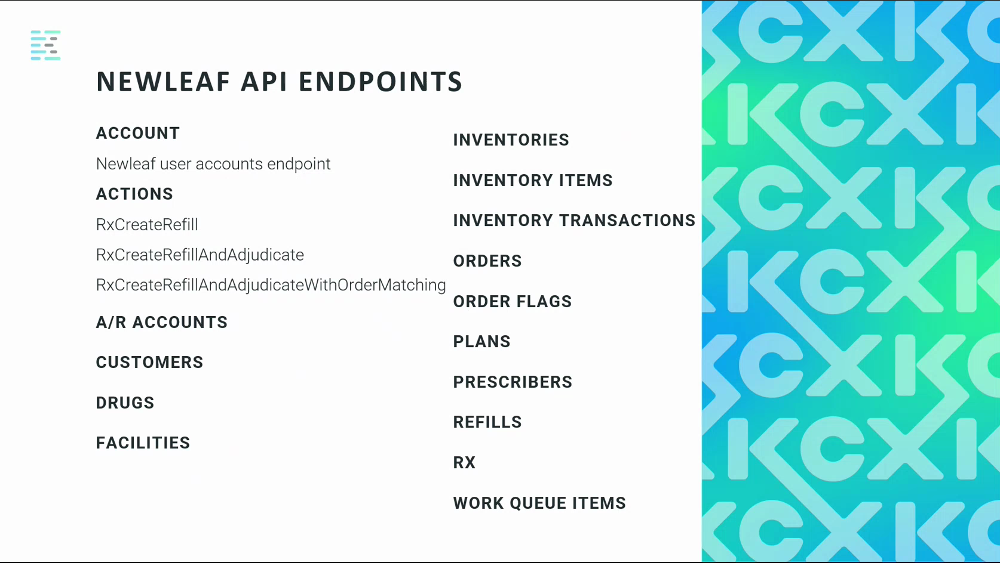 NEWLEAF API ENDPOINTS
ACCOUNT
Newleaf user accounts endpoint
ACTIONS
RxCreateRefill
RxCreateRefillAndAdjudicate
RxCreateRefillAndAdjudicateWithOrderMatching
A/R ACCOUNTS
CUSTOMERS
DRUGS
FACILITIES
INVENTORIES
INVENTORY ITEMS
INVENTORY TRANSACTIONS
ORDERS
ORDER FLAGS
PLANS
PRESCRIBERS
REFILLS
RX
WORK QUEUE ITEMS